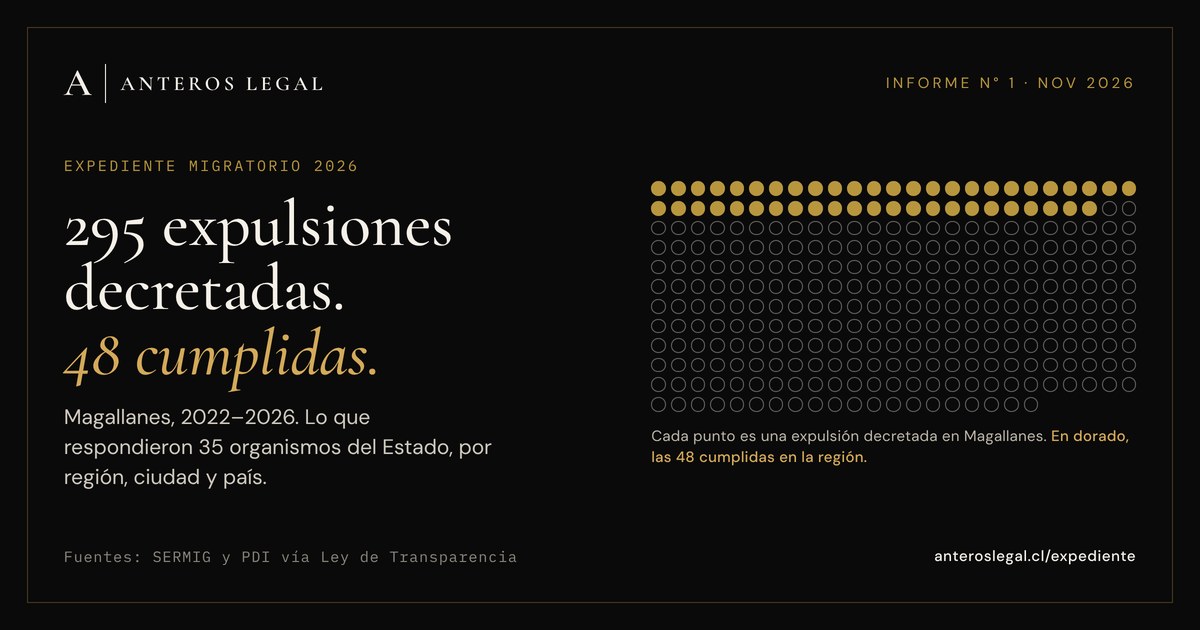 A | ANTEROS LEGAL
INFORME N° 1 · NOV 2026
EXPEDIENTE MIGRATORIO 2026
295 expulsiones
decretadas.
48 cumplidas.
Magallanes, 2022–2026. Lo que
respondieron 35 organismos del Estado, por
región, ciudad y país.
Cada punto es una expulsión decretada en Magallanes. En dorado,
las 48 cumplidas en la región.
Fuentes: SERMIG y PDI vía Ley de Transparencia
anteroslegal.cl/expediente